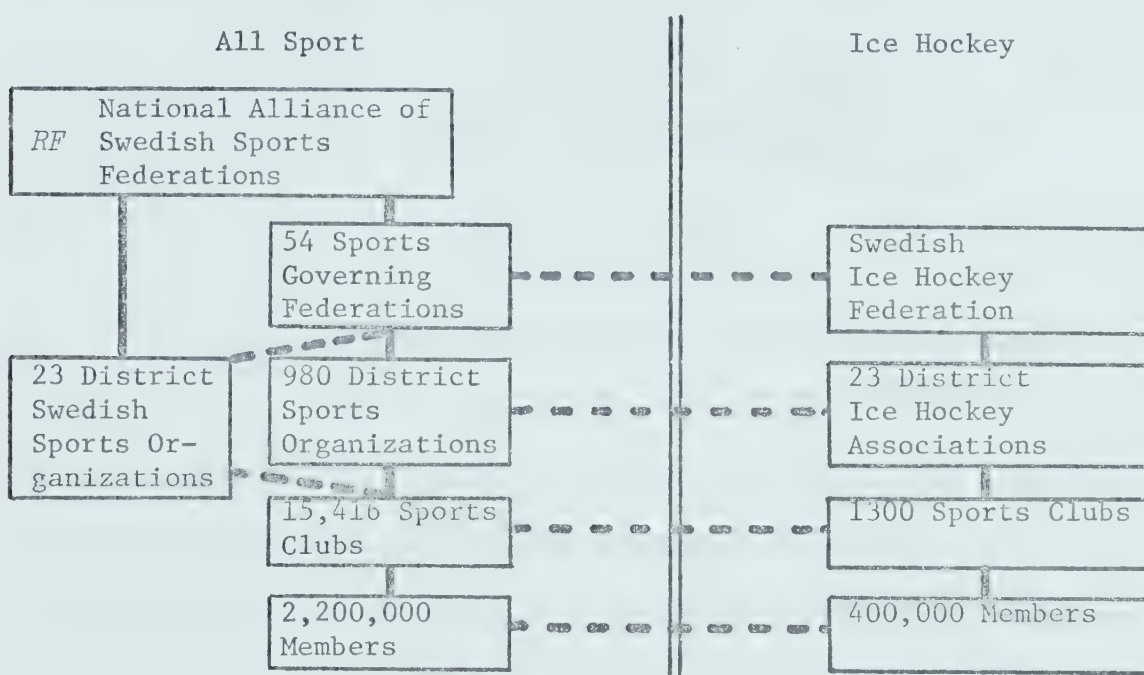 All Sport
Ice Hockey
National Alliance of
RF Swedish Sports
Federations
54 Sports
Governing
Federations
Swedish
Ice Hockey
Federation
23 District
Swedish
Sports Or-
ganizations
980 District
Sports
Organizations
23 District
Ice Hockey
Associations
15,416 Sports
Clubs
1300 Sports Clubs
2,200,000
Members
400,000 Members